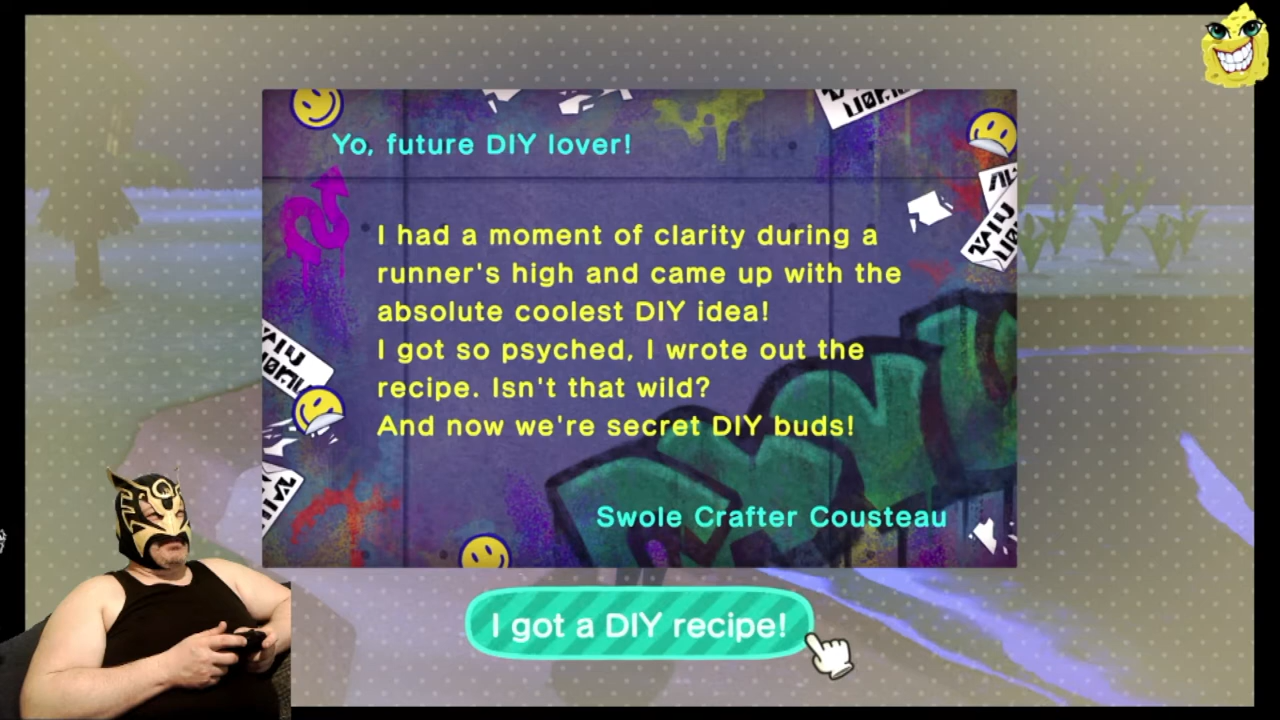 Yo, future DIY lover!
I had a moment of clarity during a
runner's high and came up with the
absolute coolest DIY idea!
I got so psyched, I wrote out the
recipe. Isn't that wild?
And now we're secret DIY buds!
Swole Crafter Cousteau
I got a DIY recipe!